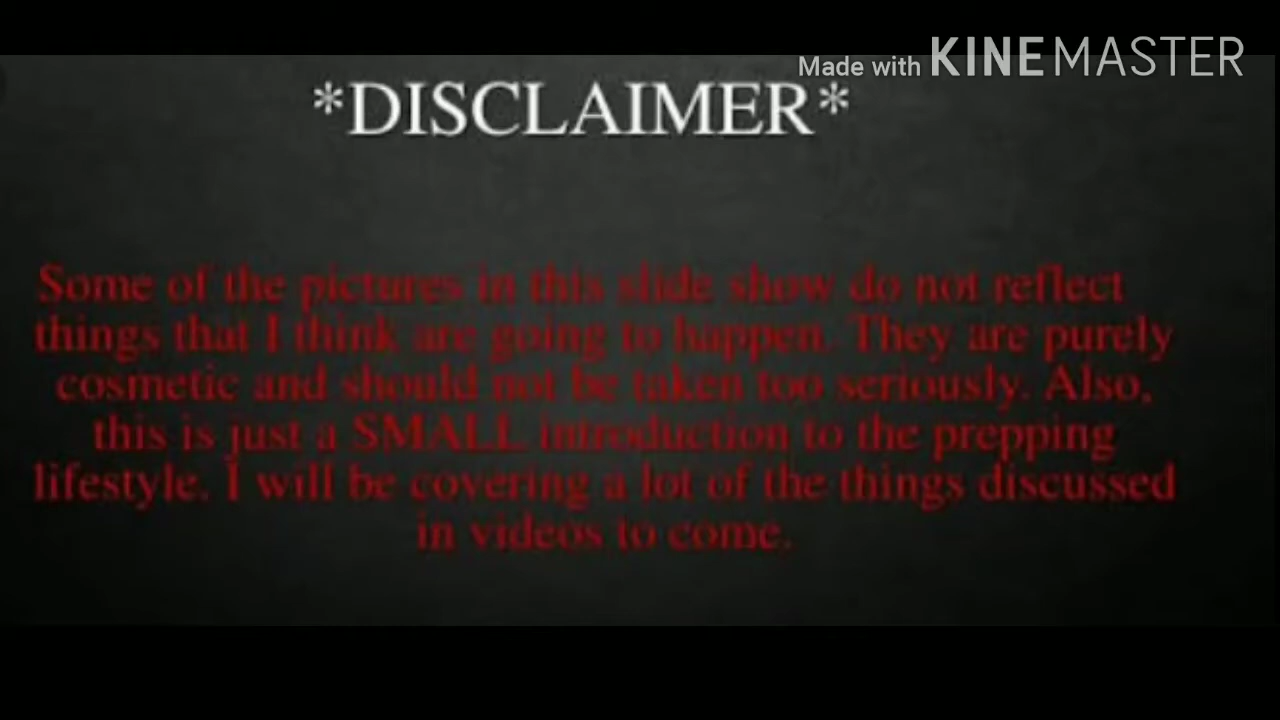 Made with KINEMASTER
*DISCLAIMER*
Some of the pictures in this slide show do not reflect
things that I think are going to happen. They are purely
cosmetic and should not be taken too seriously. Also,
this is just a SMALL introduction to the prepping
lifestyle. I will be covering a lot of the things discussed
in videos to come.